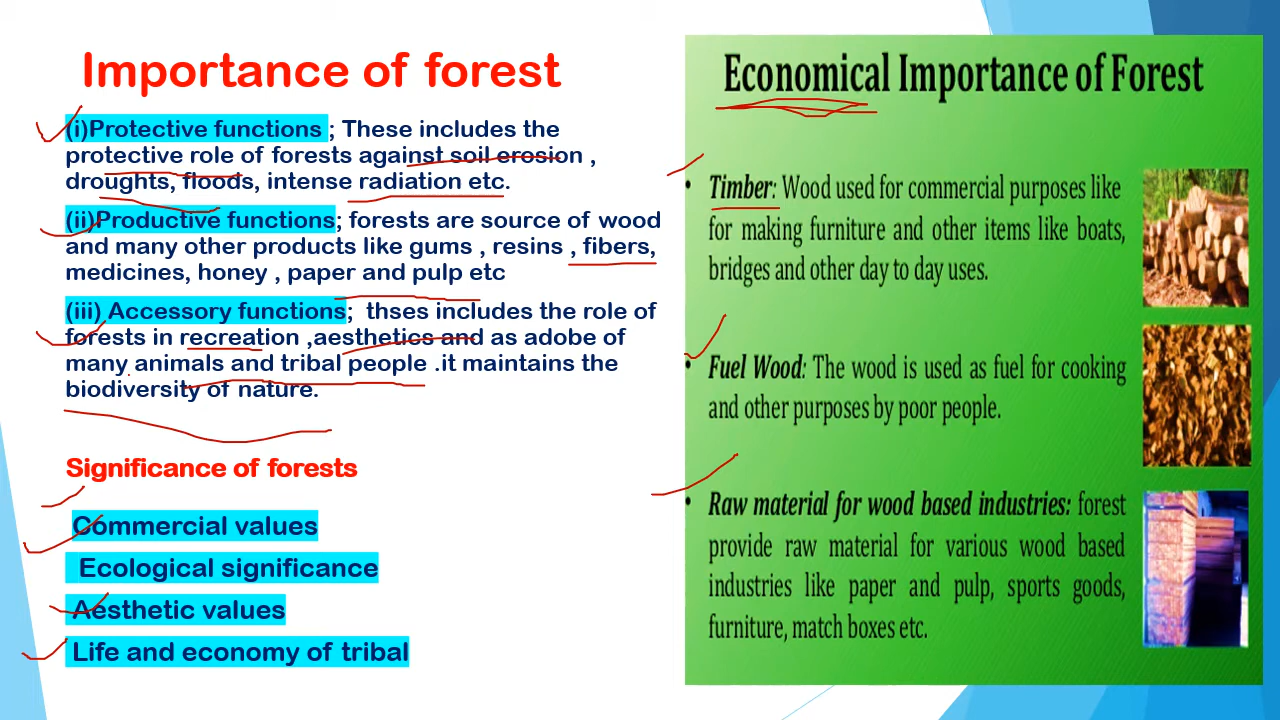 Importance of forest
(i)Protective functions ; These includes the
protective role of forests against soil erosion ,
droughts, floods, intense radiation etc.
(ii)Productive functions; forests are source of wood
and many other products like gums , resins , fibers,
medicines, honey , paper and pulp etc
(iii) Accessory functions; thses includes the role of
forests in recreation ,aesthetics and as adobe of
many animals and tribal people .it maintains the
biodiversity of nature.
Significance of forests
Commercial values
Ecological significance
Aesthetic values
Life and economy of tribal
Economical Importance of Forest
• Timber: Wood used for commercial purposes like
for making furniture and other items like boats,
bridges and other day to day uses.
• Fuel Wood: The wood is used as fuel for cooking
and other purposes by poor people.
• Raw material for wood based industries: forest
provide raw material for various wood based
industries like paper and pulp, sports goods,
furniture, match boxes etc.